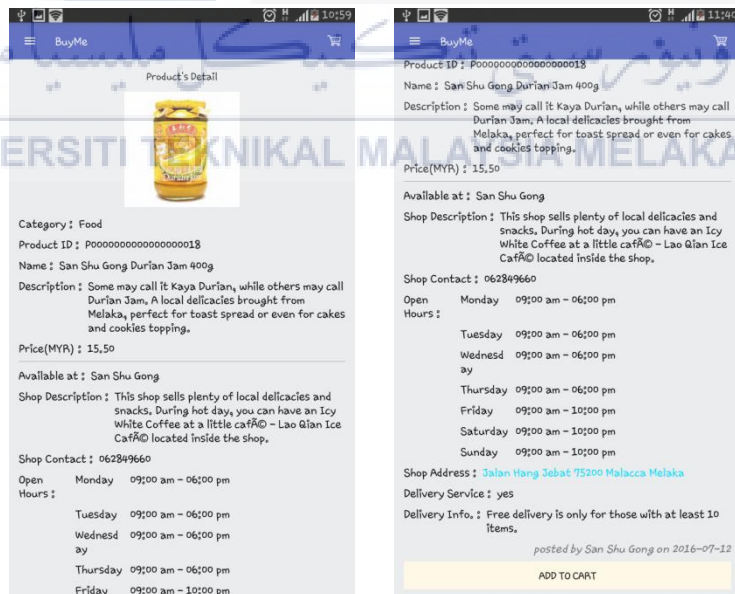 10:59
BuyMe
Product's Detail
Category : Food
Product ID : P0000000000000000018
Name : San Shu Gong Durian Jam 400g
Description : Some may call it Kaya Durian, while others may call
Durian Jam. A local delicacies brought from
Melaka, perfect for toast spread or even for cakes
and cookies topping.
Price(MYR) : 15.50
Available at : San Shu Gong
Shop Description : This shop sells plenty of local delicacies and
snacks. During hot day, you can have an Icy
White Coffee at a little cafÃ© - Lao Qian Ice
CafÃ© located inside the shop.
Shop Contact : 062849660
Open Hours : Monday 09:00 am - 06:00 pm
Tuesday 09:00 am - 06:00 pm
Wednesd
ay 09:00 am - 06:00 pm
Thursday 09:00 am - 06:00 pm
Friday 09:00 am - 10:00 pm
11:40
BuyMe
Product ID : P0000000000000000018
Name : San Shu Gong Durian Jam 400g
Description : Some may call it Kaya Durian, while others may call
Durian Jam. A local delicacies brought from
Melaka, perfect for toast spread or even for cakes
and cookies topping.
Price(MYR) : 15.50
Available at : San Shu Gong
Shop Description : This shop sells plenty of local delicacies and
snacks. During hot day, you can have an Icy
White Coffee at a little cafÃ© - Lao Qian Ice
CafÃ© located inside the shop.
Shop Contact : 062849660
Open Hours : Monday 09:00 am - 06:00 pm
Tuesday 09:00 am - 06:00 pm
Wednesd
ay 09:00 am - 06:00 pm
Thursday 09:00 am - 06:00 pm
Friday 09:00 am - 10:00 pm
Saturday 09:00 am - 10:00 pm
Sunday 09:00 am - 10:00 pm
Shop Address : Jalan Hang Jebat 75200 Malacca Melaka
Delivery Service : yes
Delivery Info. : Free delivery is only for those with at least 10
items.
posted by San Shu Gong on 2016-07-12
ADD TO CART
ERSITI TEKNIKAL MALAYSIA MELAKA